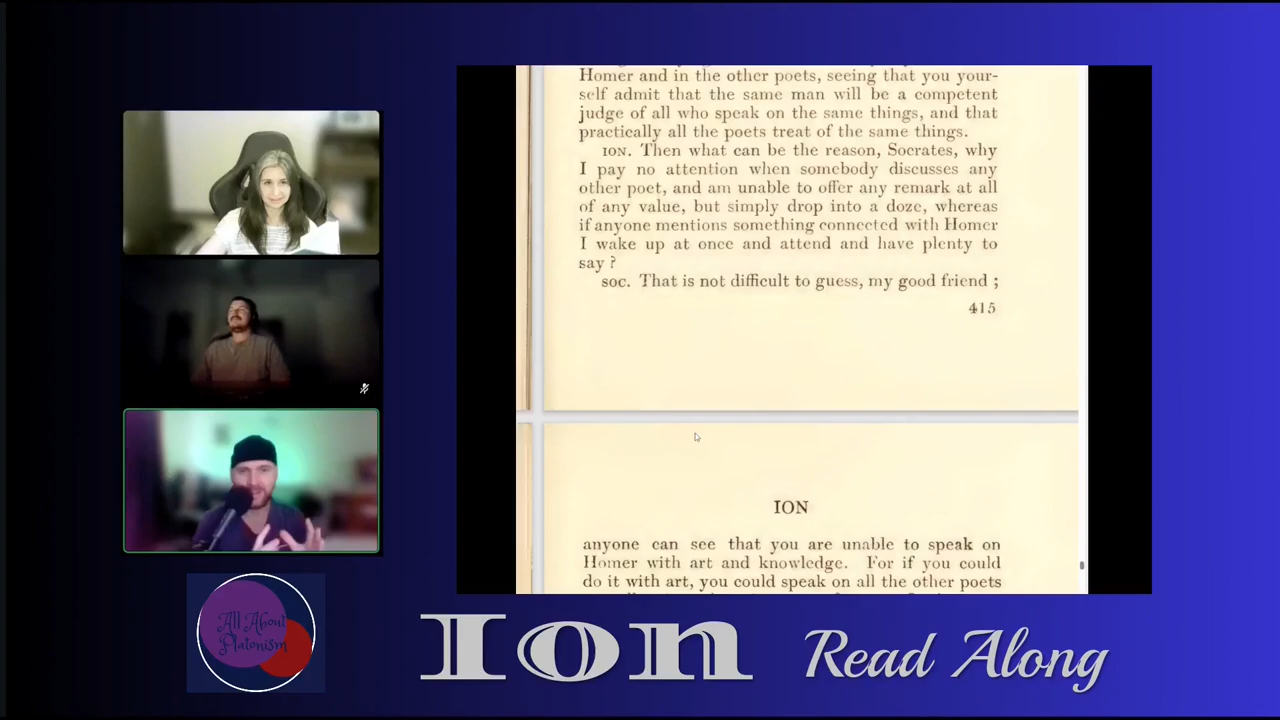 Homer and in the other poets, seeing that you your-
self admit that the same man will be a competent
judge of all who speak on the same things, and that
practically all the poets treat of the same things.
ION. Then what can be the reason, Socrates, why
I pay no attention when somebody discusses any
other poet, and am unable to offer any remark at all
of any value, but simply drop into a doze, whereas
if anyone mentions something connected with Homer
I wake up at once and attend and have plenty to
say ?
SOC. That is not difficult to guess, my good friend ;
415
ION
anyone can see that you are unable to speak on
Homer with art and knowledge. For if you could
do it with art, you could speak on all the other poets
All About
Platonism
Ion Read Along